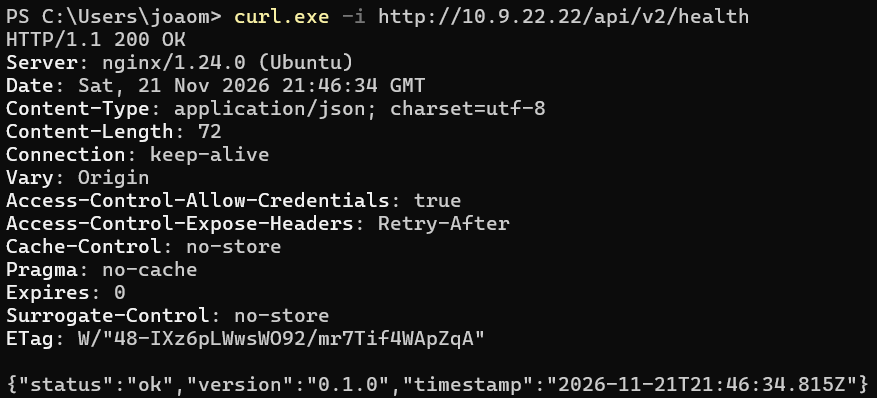 PS C:\Users\joaom> curl.exe -i http://10.9.22.22/api/v2/health
HTTP/1.1 200 OK
Server: nginx/1.24.0 (Ubuntu)
Date: Sat, 21 Nov 2026 21:46:34 GMT
Content-Type: application/json; charset=utf-8
Content-Length: 72
Connection: keep-alive
Vary: Origin
Access-Control-Allow-Credentials: true
Access-Control-Expose-Headers: Retry-After
Cache-Control: no-store
Pragma: no-cache
Expires: 0
Surrogate-Control: no-store
ETag: W/"48-IXz6pLWwsWO92/mr7Tif4WApZqA"

{"status":"ok","version":"0.1.0","timestamp":"2026-11-21T21:46:34.815Z"}